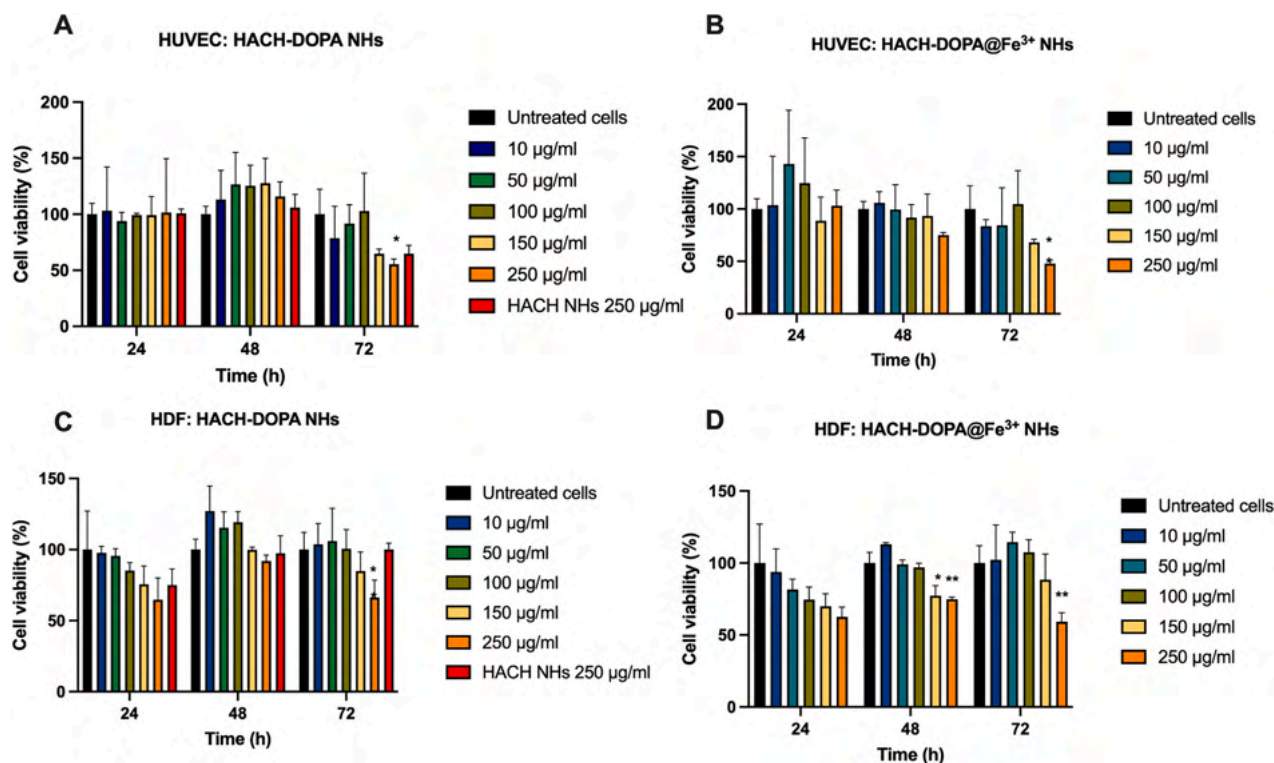 A
HUVEC: HACH-DOPA NHs
Cell viability (%)
200
150
100
50
0
24
48
72
*
Time (h)
Untreated cells
10 µg/ml
50 µg/ml
100 µg/ml
150 µg/ml
250 µg/ml
HACH NHs 250 µg/ml
B
HUVEC: HACH-DOPA@Fe³⁺ NHs
Cell viability (%)
200
150
100
50
0
24
48
72
*
*
Time (h)
Untreated cells
10 µg/ml
50 µg/ml
100 µg/ml
150 µg/ml
250 µg/ml
C
HDF: HACH-DOPA NHs
Cell viability (%)
150
100
50
0
24
48
72
*
*
Time (h)
Untreated cells
10 µg/ml
50 µg/ml
100 µg/ml
150 µg/ml
250 µg/ml
HACH NHs 250 µg/ml
D
HDF: HACH-DOPA@Fe³⁺ NHs
Cell viability (%)
150
100
50
0
24
48
72
* **
**
Time (h)
Untreated cells
10 µg/ml
50 µg/ml
100 µg/ml
150 µg/ml
250 µg/ml